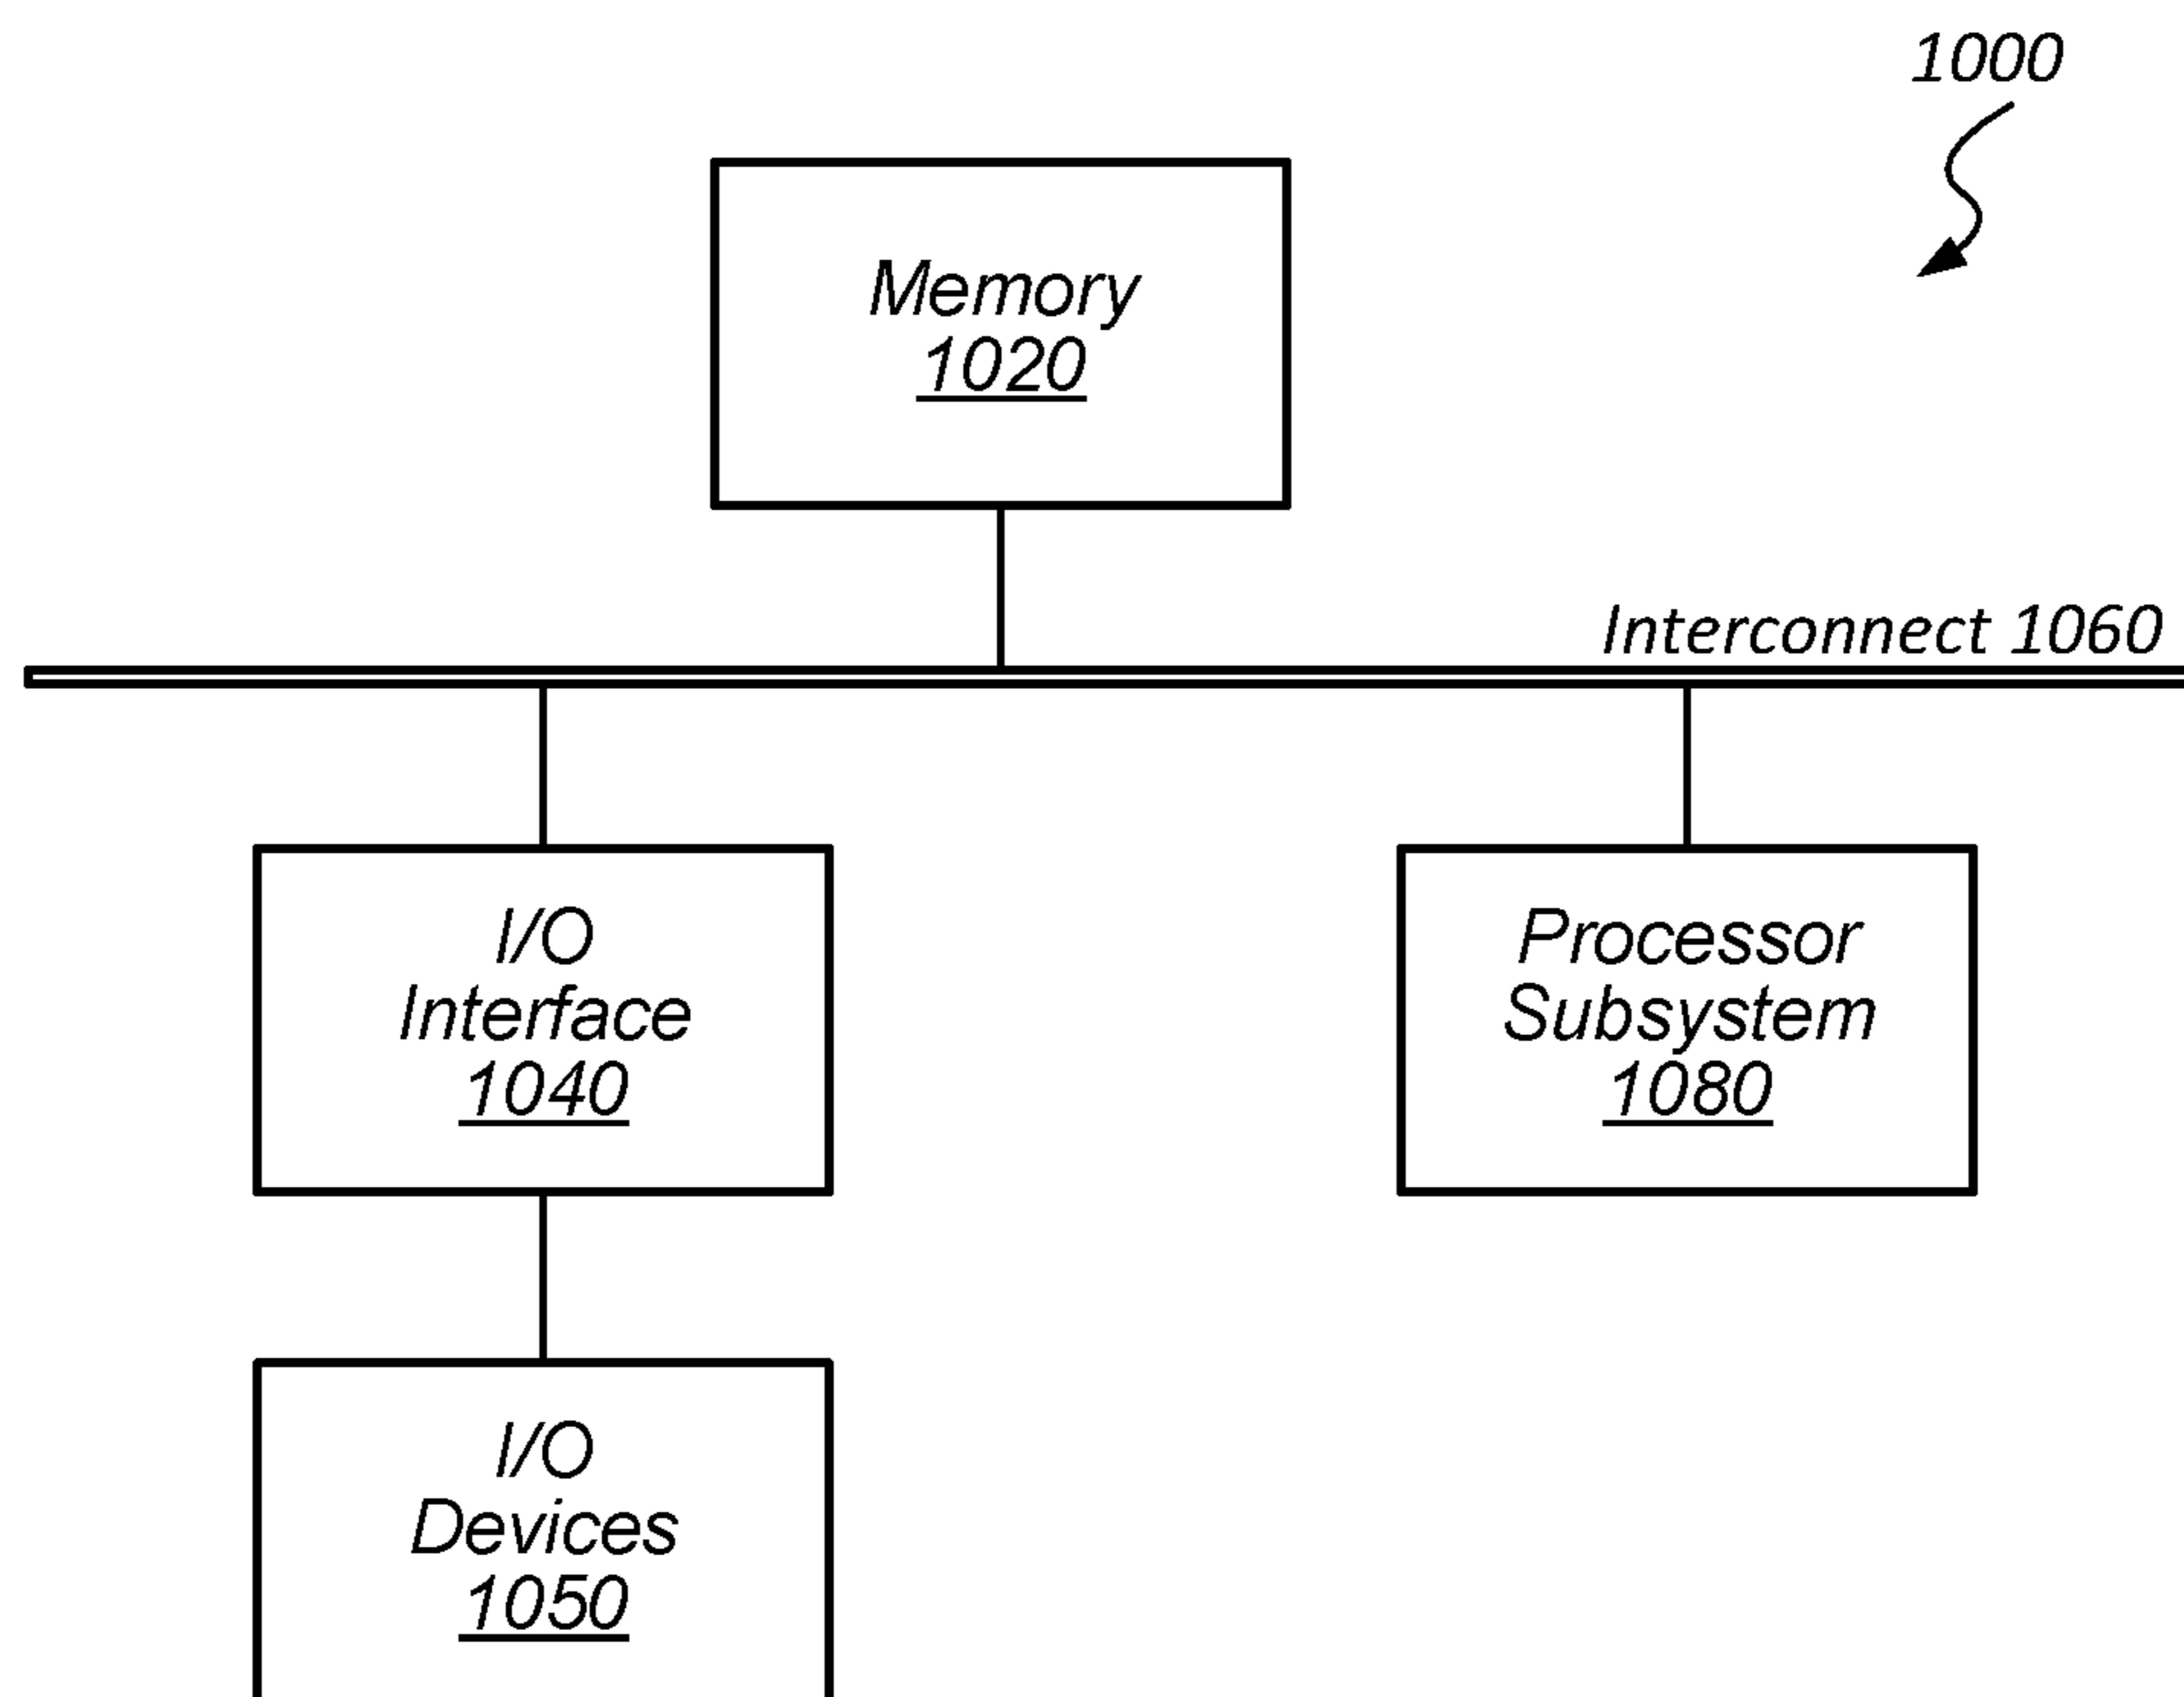 1000
Memory
1020
Interconnect 1060
I/O
Interface
1040
Processor
Subsystem
1080
I/O
Devices
1050